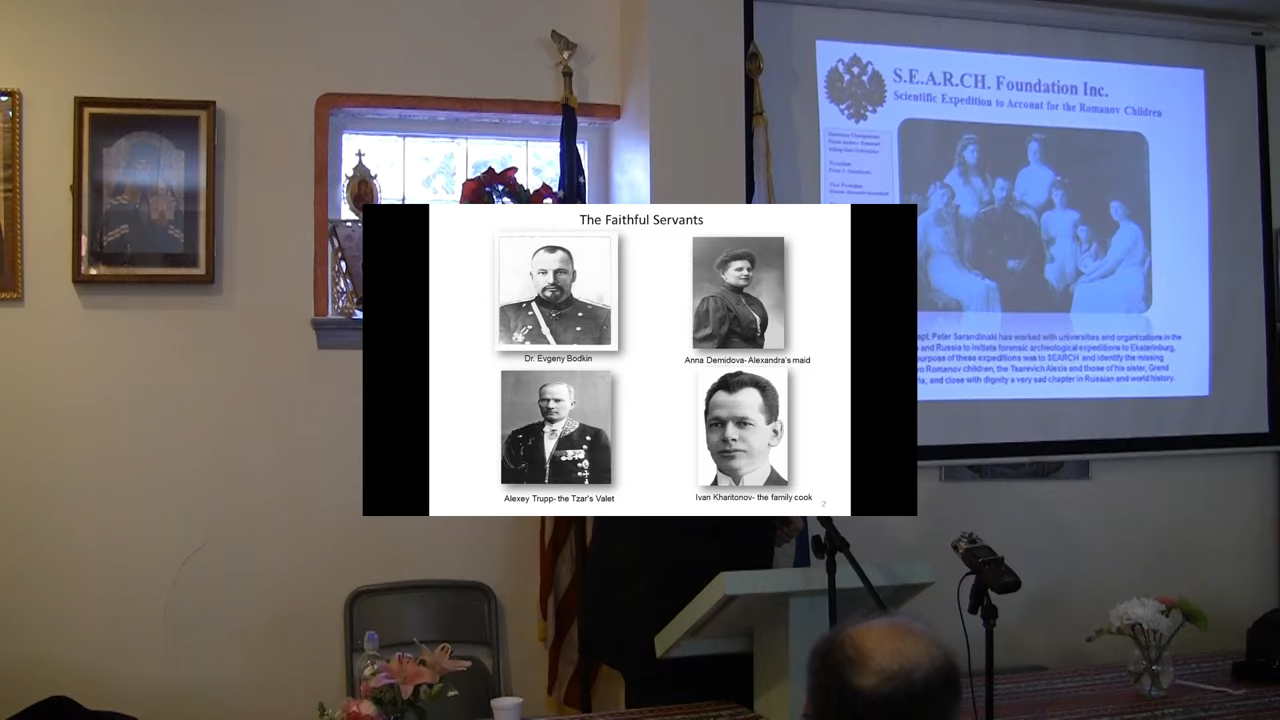 S.E.A.R.CH. Foundation Inc.
Scientific Expedition to Account for the Romanov Children
Peter Sarandinski has worked with universities and organizations in the
and Russia to initiate forensic archeological expeditions to Ekaterinburg,
purpose of these expeditions was to SEARCH and identify the missing
Romanov children, the Tsarevich Alexis and those of his sister, Grand
and close with dignity a very sad chapter in Russian and world history.
The Faithful Servants
Dr. Evgeny Bodkin
Anna Demidova- Alexandra's maid
Alexey Trupp- the Tzar's Valet
Ivan Kharitonov- the family cook
2